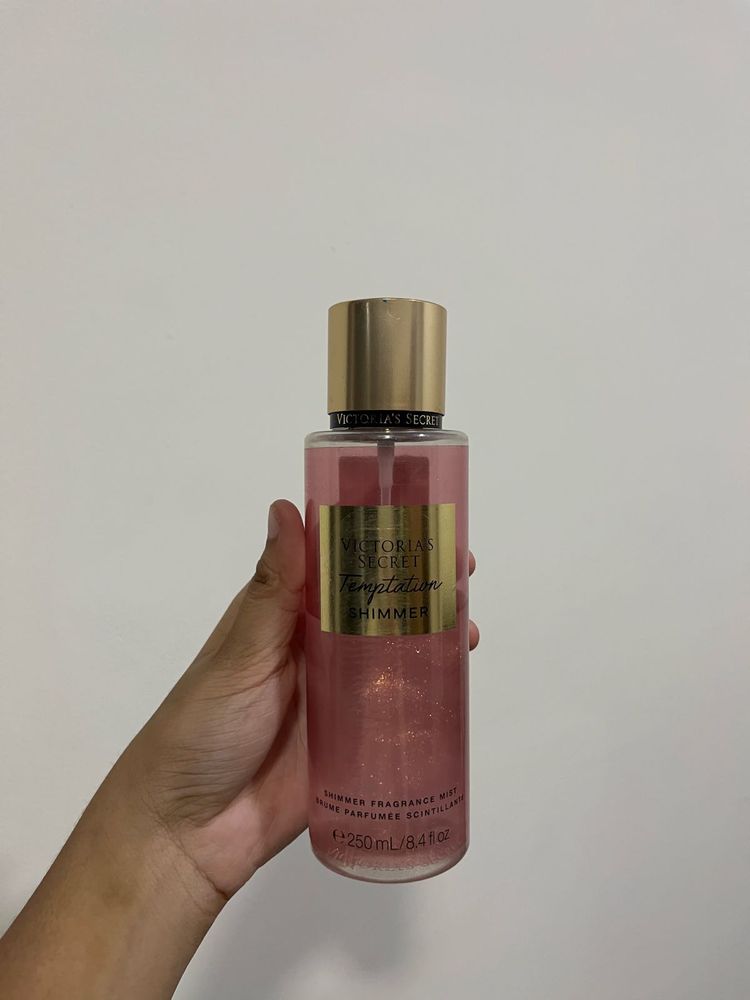 VICTORIA'S SECRET
VICTORIA'S
SECRET
Temptation
SHIMMER
SHIMMER FRAGRANCE MIST
BRUME PARFUMÉE SCINTILLANTE
℮ 250 mL/8.4 fl oz